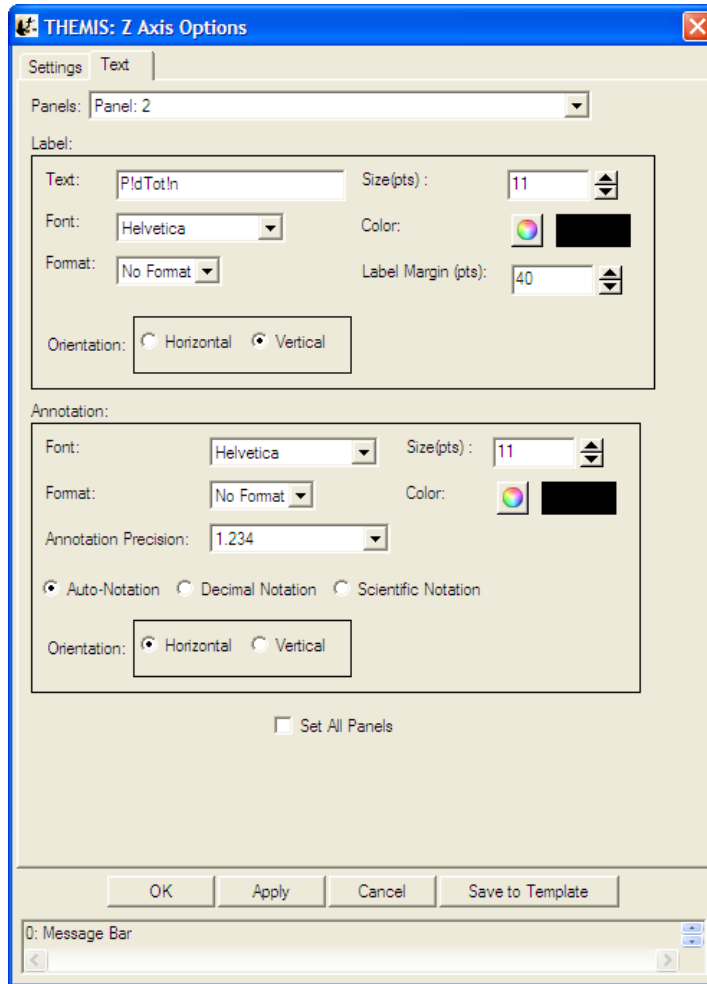 THEMIS: Z Axis Options
Settings Text
Panels: Panel: 2
Label:
Text: P!dTot!n Size(pts) : 11
Font: Helvetica Color:
Format: No Format Label Margin (pts): 40
Orientation: Horizontal Vertical
Annotation:
Font: Helvetica Size(pts) : 11
Format: No Format Color:
Annotation Precision: 1.234
Auto-Notation Decimal Notation Scientific Notation
Orientation: Horizontal Vertical
Set All Panels
OK Apply Cancel Save to Template
0: Message Bar